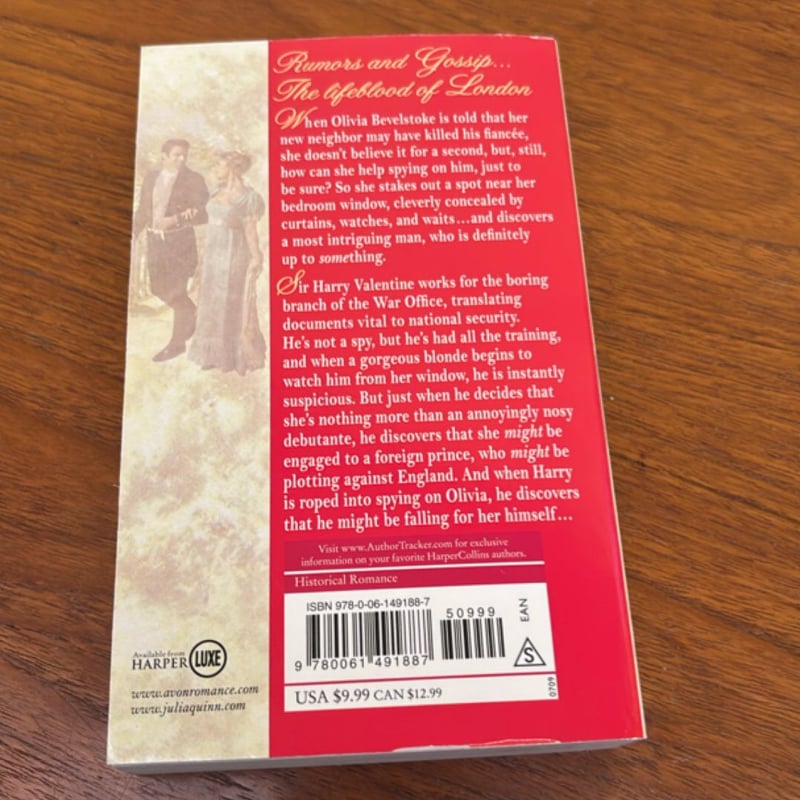 Rumors and Gossip...
The lifeblood of London
When Olivia Bevelstoke is told that her
new neighbor may have killed his fiancée,
she doesn't believe it for a second, but, still,
how can she help spying on him, just to
be sure? So she stakes out a spot near her
bedroom window, cleverly concealed by
curtains, watches, and waits...and discovers
a most intriguing man, who is definitely
up to something.
Sir Harry Valentine works for the boring
branch of the War Office, translating
documents vital to national security.
He's not a spy, but he's had all the training,
and when a gorgeous blonde begins to
watch him from her window, he is instantly
suspicious. But just when he decides that
she's nothing more than an annoyingly nosy
debutante, he discovers that she might be
engaged to a foreign prince, who might be
plotting against England. And when Harry
is roped into spying on Olivia, he discovers
that he might be falling for her himself...
Visit www.AuthorTracker.com for exclusive
information on your favorite HarperCollins authors.
Historical Romance
ISBN 978-0-06-149188-7
50999
EAN
9 780061 491887
S
USA $9.99 CAN $12.99
0709
Available from
HARPER LUXE
www.avonromance.com
www.juliaquinn.com